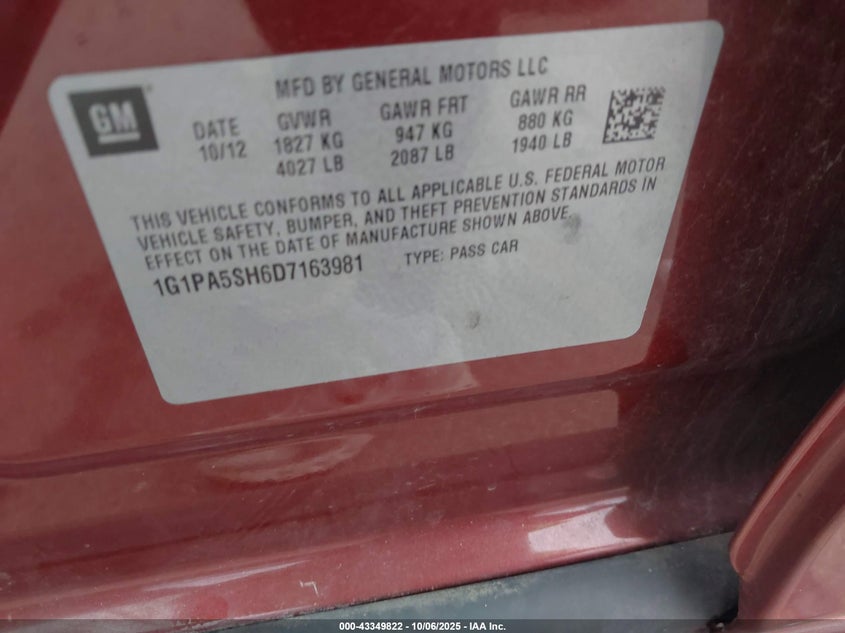 GM
MFD BY GENERAL MOTORS LLC
DATE GVWR GAWR FRT GAWR RR
10/12 1827 KG 947 KG 880 KG
4027 LB 2087 LB 1940 LB
THIS VEHICLE CONFORMS TO ALL APPLICABLE U.S. FEDERAL MOTOR
VEHICLE SAFETY, BUMPER, AND THEFT PREVENTION STANDARDS IN
EFFECT ON THE DATE OF MANUFACTURE SHOWN ABOVE.
1G1PA5SH6D7163981 TYPE: PASS CAR
000-43349822 | 10/06/2025 - IAA Inc.